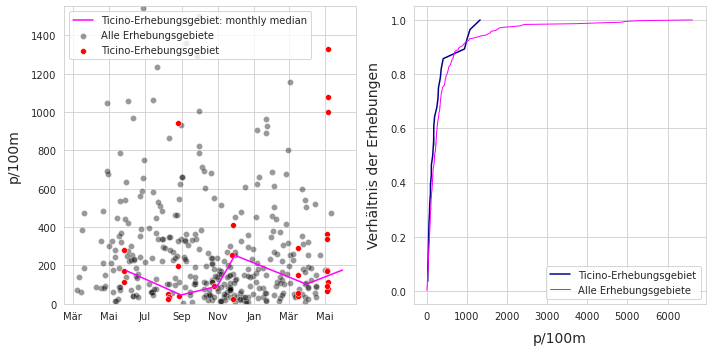 Ticino-Erhebungsgebiet: monthly median
Alle Erhebungsgebiete
Ticino-Erhebungsgebiet
p/100m
1400
1200
1000
800
600
400
200
0
Mär Mai Jul Sep Nov Jan Mär Mai
Verhältnis der Erhebungen
1.0
0.8
0.6
0.4
0.2
0.0
Ticino-Erhebungsgebiet
Alle Erhebungsgebiete
0 1000 2000 3000 4000 5000 6000
p/100m